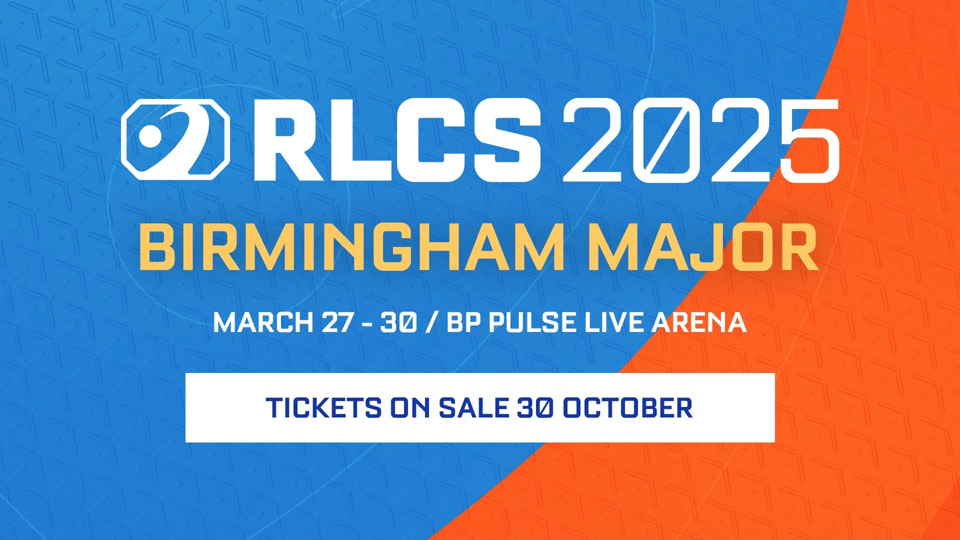 RLCS 2025
BIRMINGHAM MAJOR
MARCH 27 - 30 / BP PULSE LIVE ARENA
TICKETS ON SALE 30 OCTOBER